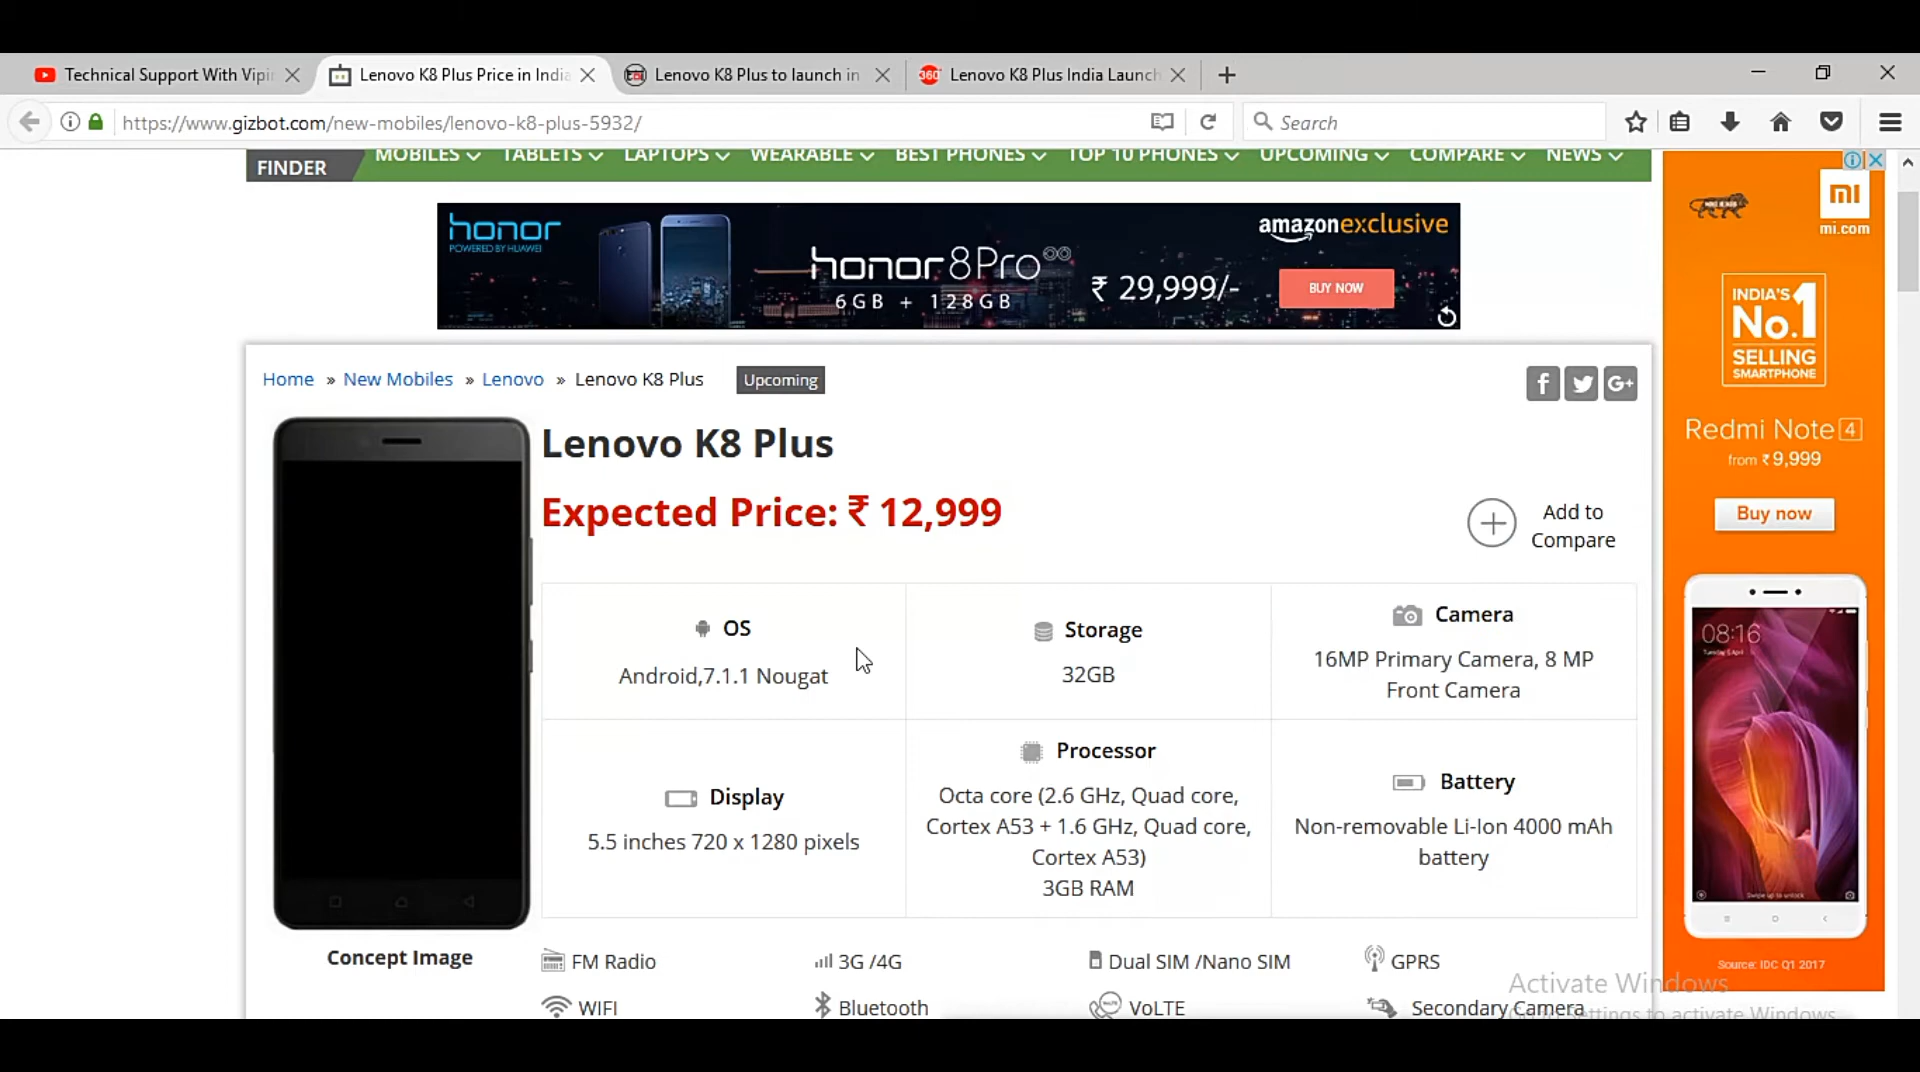 Technical Support With Vipi
Lenovo K8 Plus Price in India
Lenovo K8 Plus to launch in
360 Lenovo K8 Plus India Launch
https://www.gizbot.com/new-mobiles/lenovo-k8-plus-5932/
Search
FINDER
MOBILES TABLETS LAPTOPS WEARABLE BEST PHONES TOP 10 PHONES UPCOMING COMPARE NEWS
honor
POWERED BY HUAWEI
honor 8Pro
6GB + 128GB
₹ 29,999/-
amazonexclusive
BUY NOW
mi
mi.com
INDIA'S
No.1
SELLING
SMARTPHONE
Redmi Note 4
from ₹ 9,999
Buy now
08:16
Source: IDC Q1 2017
Home » New Mobiles » Lenovo » Lenovo K8 Plus Upcoming
f G+
Lenovo K8 Plus
Expected Price: ₹ 12,999
Add to
Compare
OS
Android,7.1.1 Nougat
Storage
32GB
Camera
16MP Primary Camera, 8 MP
Front Camera
Display
5.5 inches 720 x 1280 pixels
Processor
Octa core (2.6 GHz, Quad core,
Cortex A53 + 1.6 GHz, Quad core,
Cortex A53)
3GB RAM
Battery
Non-removable Li-Ion 4000 mAh
battery
Concept Image
FM Radio 3G /4G Dual SIM /Nano SIM GPRS
WIFI Bluetooth VoLTE Secondary Camera
Activate Windows
Settings to activate Windows.